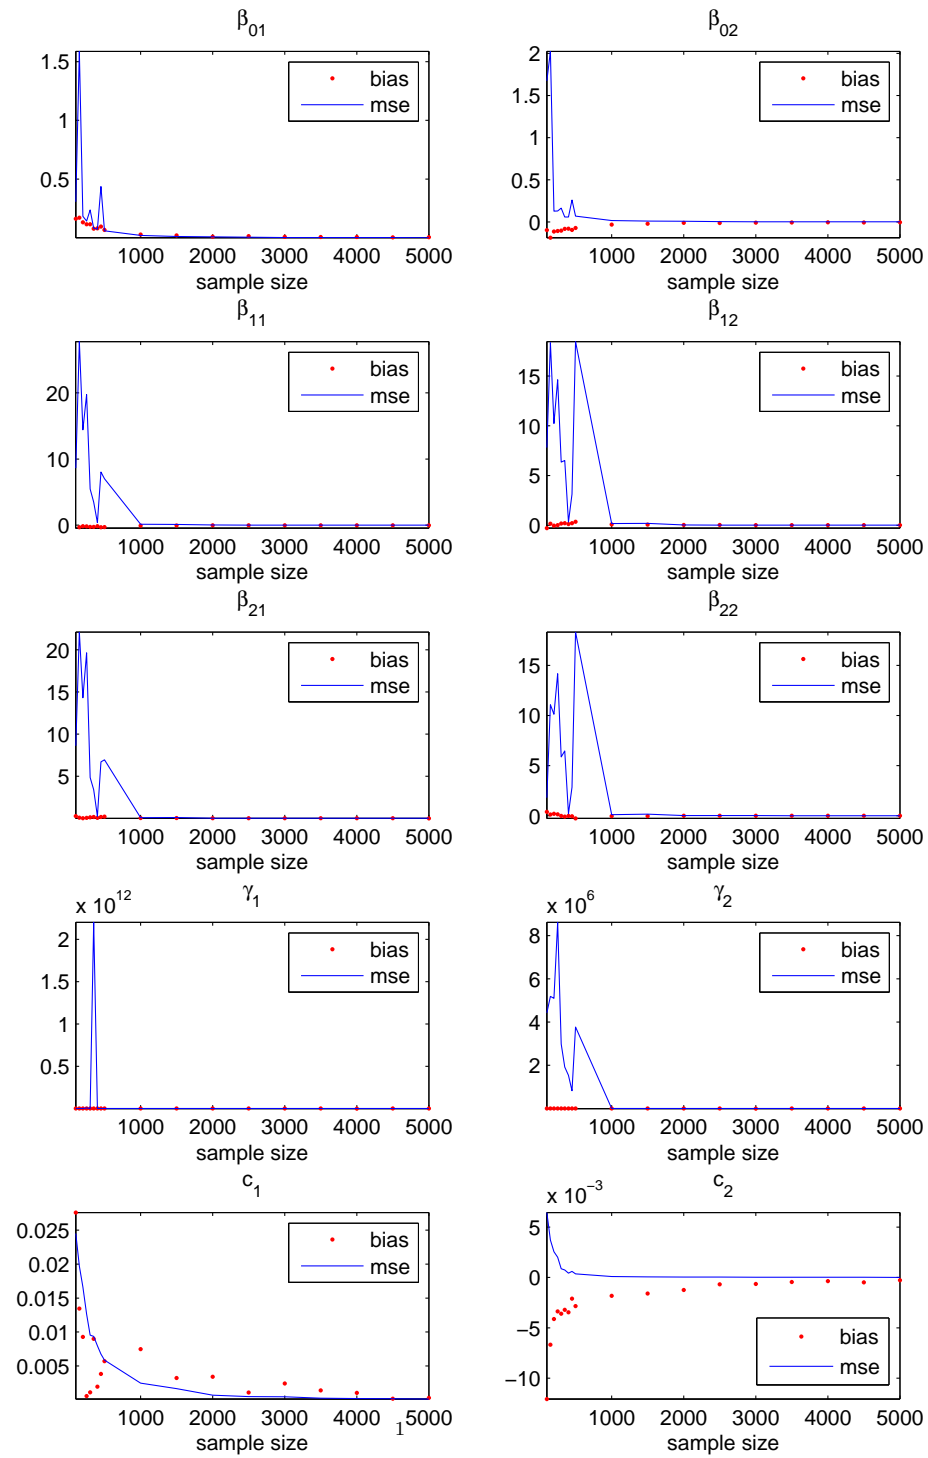 β01
1.5
1
0.5
bias
mse
1000 2000 3000 4000 5000
sample size
β02
2
1.5
1
0.5
0
bias
mse
1000 2000 3000 4000 5000
sample size
β11
20
10
0
bias
mse
1000 2000 3000 4000 5000
sample size
β12
15
10
5
0
bias
mse
1000 2000 3000 4000 5000
sample size
β21
20
15
10
5
bias
mse
1000 2000 3000 4000 5000
sample size
β22
15
10
5
0
bias
mse
1000 2000 3000 4000 5000
sample size
γ1
x 10^12
2
1.5
1
0.5
bias
mse
1000 2000 3000 4000 5000
sample size
γ2
x 10^6
8
6
4
2
bias
mse
1000 2000 3000 4000 5000
sample size
c1
0.025
0.02
0.015
0.01
0.005
bias
mse
1000 2000 3000 4000 5000
sample size
c2
x 10^−3
5
0
−5
−10
bias
mse
1000 2000 3000 4000 5000
sample size
1